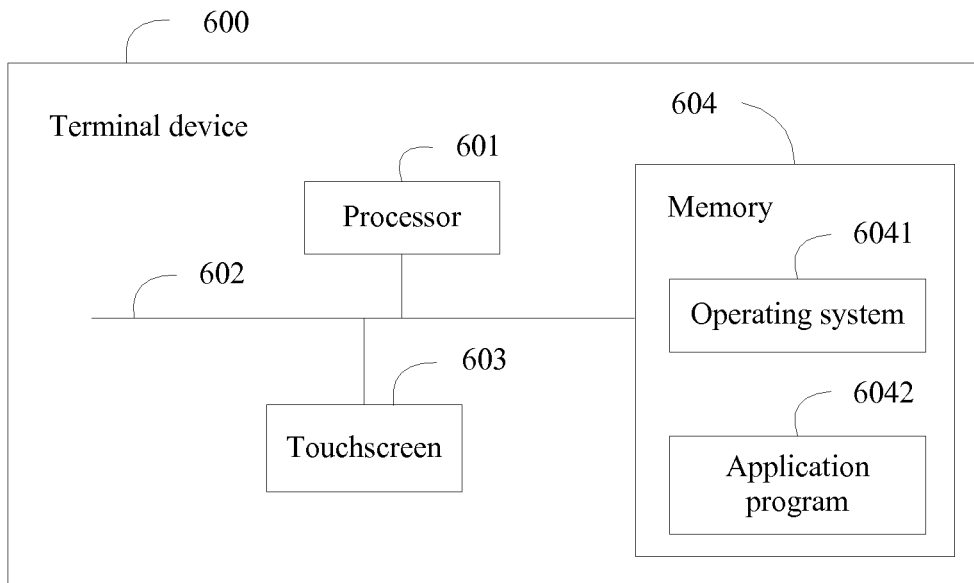 600
Terminal device
604
601
Processor
Memory
6041
602
Operating system
603
6042
Touchscreen
Application
program